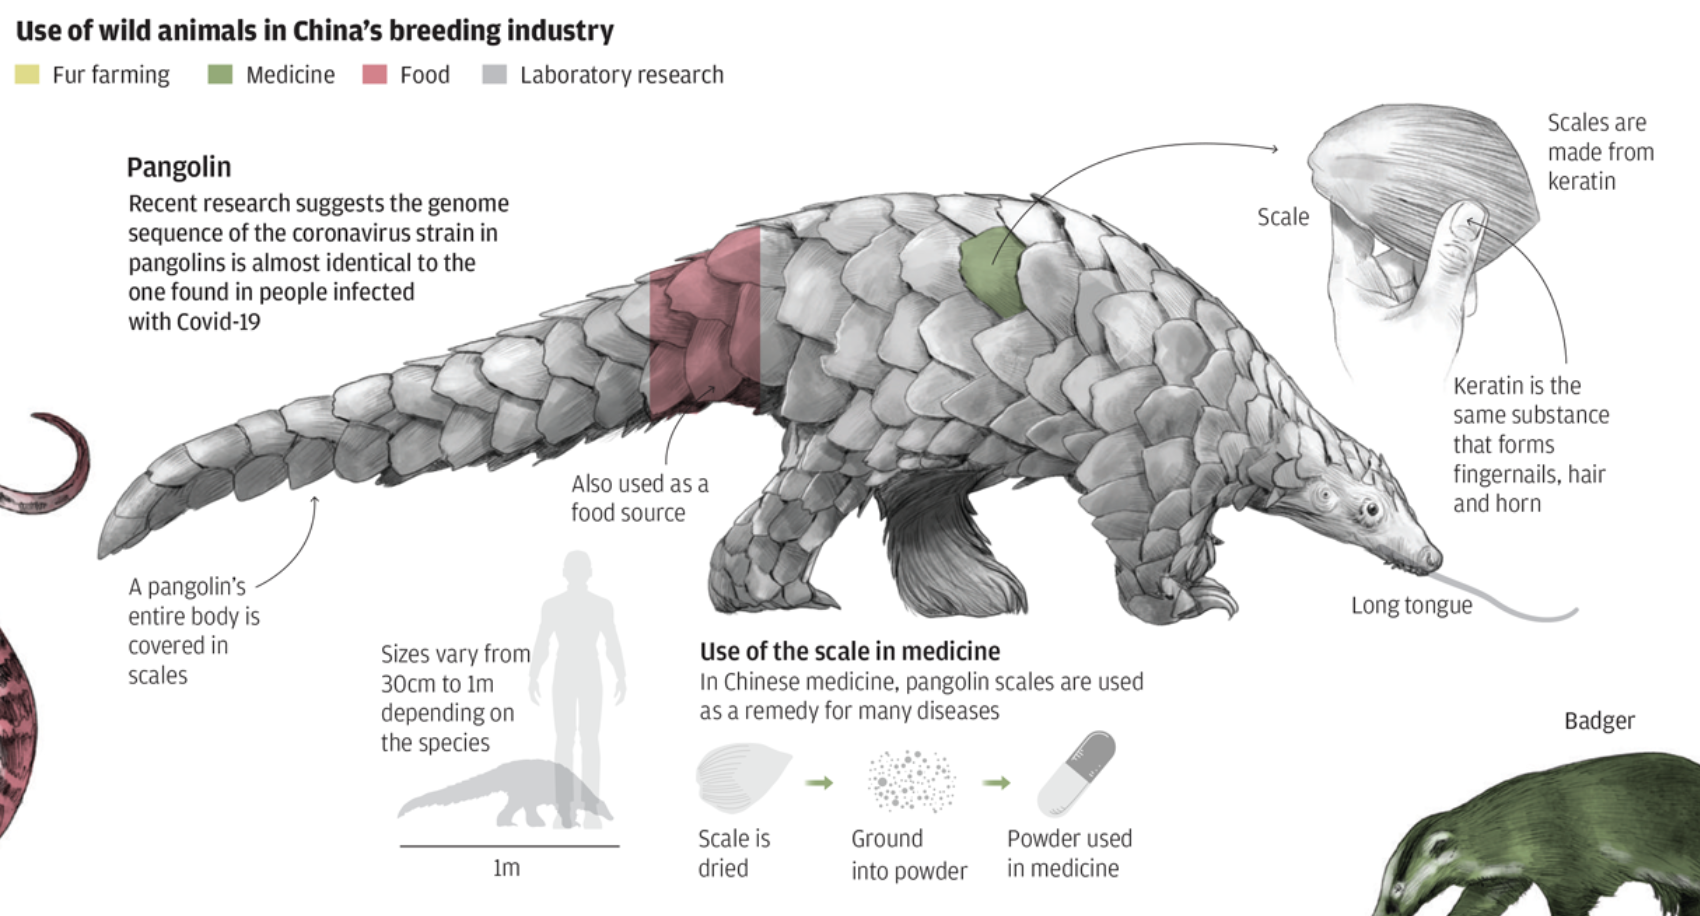 Use of wild animals in China's breeding industry
Fur farming
Medicine
Food
Laboratory research
Pangolin
Recent research suggests the genome
sequence of the coronavirus strain in
pangolins is almost identical to the
one found in people infected
with Covid-19
Scales are
made from
keratin
Scale
Keratin is the
same substance
that forms
fingernails, hair
and horn
Also used as a
food source
A pangolin's
entire body is
covered in
scales
Long tongue
Sizes vary from
30cm to 1m
depending on
the species
1m
Use of the scale in medicine
In Chinese medicine, pangolin scales are used
as a remedy for many diseases
Scale is
dried
Ground
into powder
Powder used
in medicine
Badger